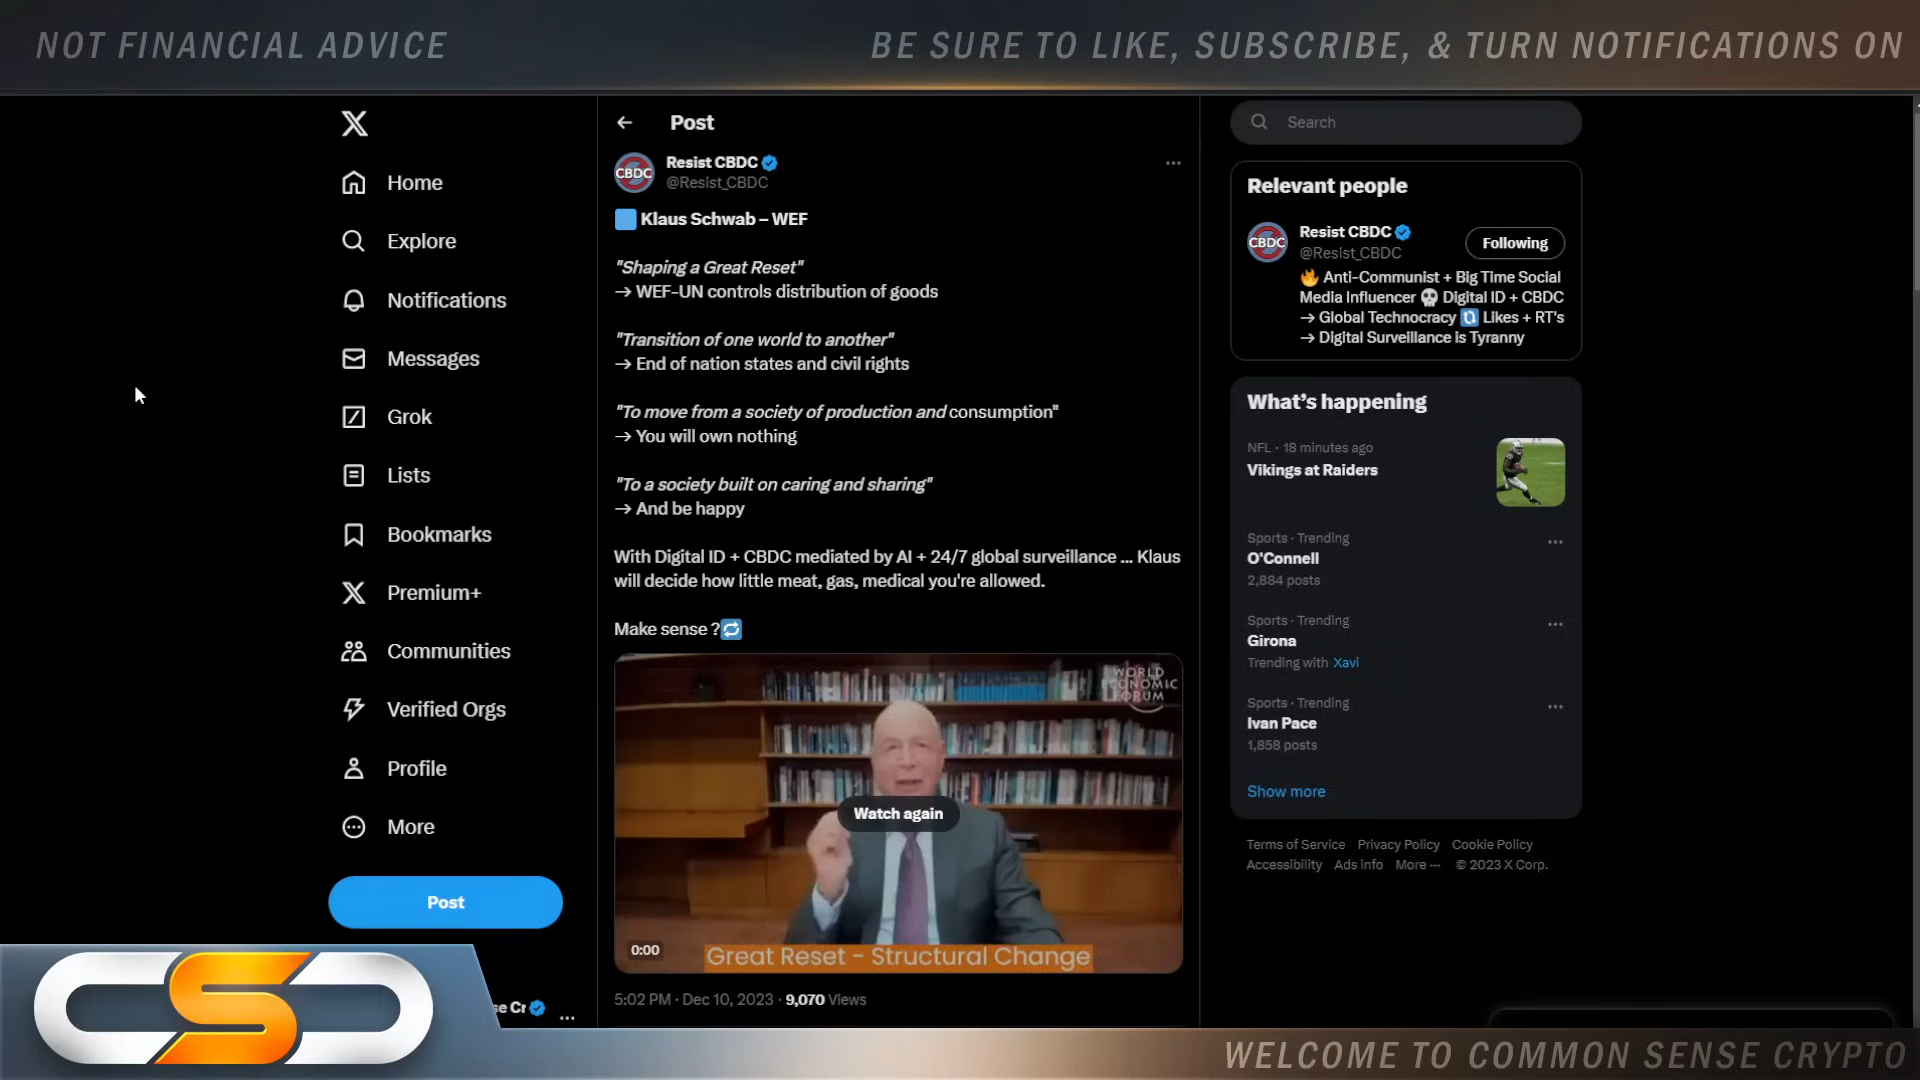 NOT FINANCIAL ADVICE
BE SURE TO LIKE, SUBSCRIBE, & TURN NOTIFICATIONS ON
Home
Explore
Notifications
Messages
Grok
Lists
Bookmarks
Premium+
Communities
Verified Orgs
Profile
More
Post
se Cr
Post
Resist CBDC
@Resist_CBDC
CBDC
Klaus Schwab – WEF
"Shaping a Great Reset"
→ WEF-UN controls distribution of goods
"Transition of one world to another"
→ End of nation states and civil rights
"To move from a society of production and consumption"
→ You will own nothing
"To a society built on caring and sharing"
→ And be happy
With Digital ID + CBDC mediated by AI + 24/7 global surveillance ... Klaus
will decide how little meat, gas, medical you're allowed.
Make sense ?
WORLD
ECONOMIC
FORUM
Watch again
0:00
Great Reset - Structural Change
5:02 PM · Dec 10, 2023 · 9,070 Views
Search
Relevant people
CBDC
Resist CBDC
@Resist_CBDC
Following
Anti-Communist + Big Time Social
Media Influencer Digital ID + CBDC
→ Global Technocracy Likes + RT's
→ Digital Surveillance is Tyranny
What's happening
NFL · 18 minutes ago
Vikings at Raiders
Sports · Trending
O'Connell
2,884 posts
Sports · Trending
Girona
Trending with Xavi
Sports · Trending
Ivan Pace
1,858 posts
Show more
Terms of Service Privacy Policy Cookie Policy
Accessibility Ads info More ··· © 2023 X Corp.
CSC
WELCOME TO COMMON SENSE CRYPTO